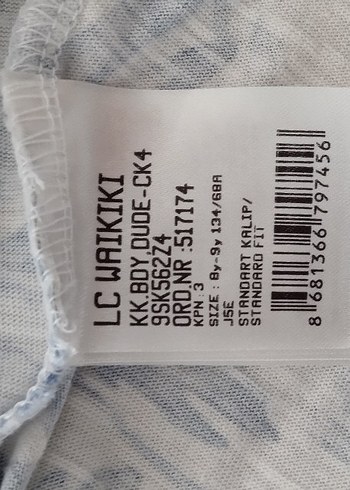 LC WAIKIKI
KK.BDY DUDE-CK4
9SK562Z4
ORD.NR :517174
KPN : 3
SIZE : 8y-9y 134/68A
J5E
STANDART KALIP/
STANDARD FIT
8 681366 797456